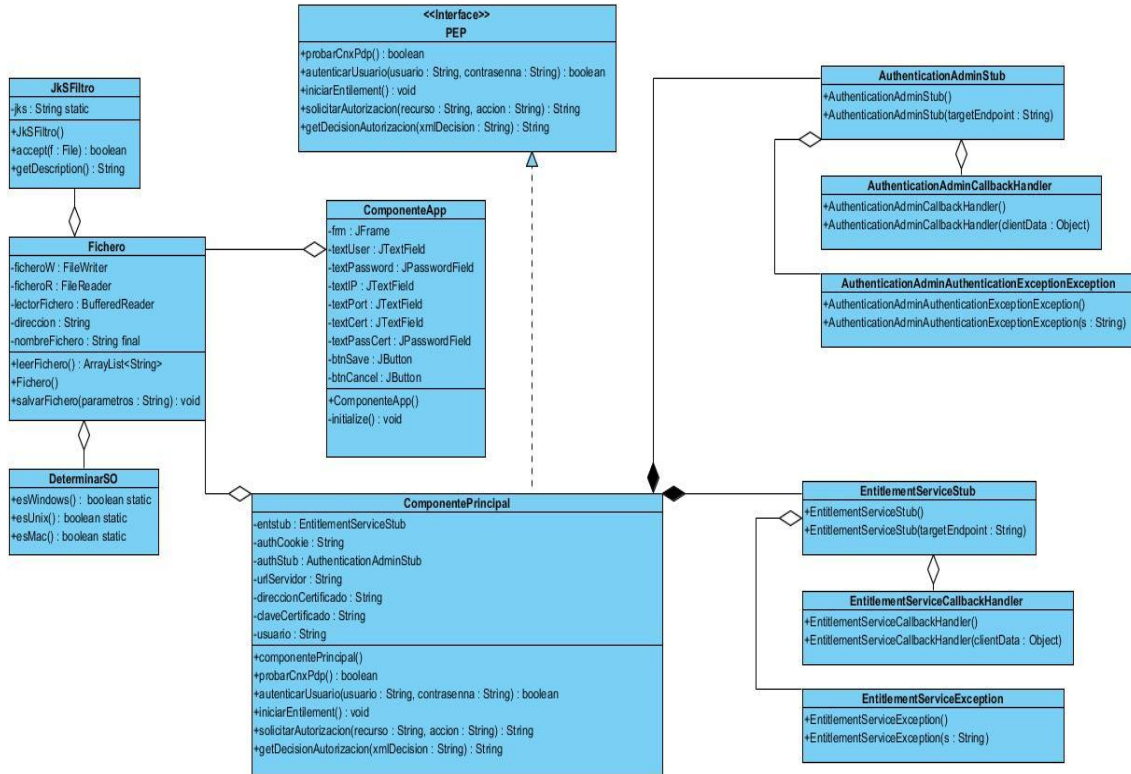 <<Interface>>
PEP
+probarCnxPdp() : boolean
+autenticarUsuario(usuario : String, contrasenna : String) : boolean
+iniciarEntilement() : void
+solicitarAutorizacion(recurso : String, accion : String) : String
+getDecisionAutorizacion(xmlDecision : String) : String
JkSFiltro
-jks : String static
+JkSFiltro()
+accept(f : File) : boolean
+getDescription() : String
AuthenticationAdminStub
+AuthenticationAdminStub()
+AuthenticationAdminStub(targetEndpoint : String)
AuthenticationAdminCallbackHandler
+AuthenticationAdminCallbackHandler()
+AuthenticationAdminCallbackHandler(clientData : Object)
AuthenticationAdminAuthenticationExceptionException
+AuthenticationAdminAuthenticationExceptionException()
+AuthenticationAdminAuthenticationExceptionException(s : String)
ComponenteApp
-frm : JFrame
-textUser : JTextField
-textPassword : JPasswordField
-textIP : JTextField
-textPort : JTextField
-textCert : JTextField
-textPassCert : JPasswordField
-btnSave : JButton
-btnCancel : JButton
+ComponenteApp()
-initialize() : void
Fichero
-ficheroW : FileWriter
-ficheroR : FileReader
-lectorFichero : BufferedReader
-direccion : String
-nombreFichero : String final
+leerFichero() : ArrayList<String>
+Fichero()
+salvarFichero(parametros : String) : void
DeterminarSO
+esWindows() : boolean static
+esUnix() : boolean static
+esMac() : boolean static
ComponentePrincipal
-entstub : EntitlementServiceStub
-authCookie : String
-authStub : AuthenticationAdminStub
-urlServidor : String
-direccionCertificado : String
-claveCertificado : String
-usuario : String
+componentePrincipal()
+probarCnxPdp() : boolean
+autenticarUsuario(usuario : String, contrasenna : String) : boolean
+iniciarEntilement() : void
+solicitarAutorizacion(recurso : String, accion : String) : String
+getDecisionAutorizacion(xmlDecision : String) : String
EntitlementServiceStub
+EntitlementServiceStub()
+EntitlementServiceStub(targetEndpoint : String)
EntitlementServiceCallbackHandler
+EntitlementServiceCallbackHandler()
+EntitlementServiceCallbackHandler(clientData : Object)
EntitlementServiceException
+EntitlementServiceException()
+EntitlementServiceException(s : String)